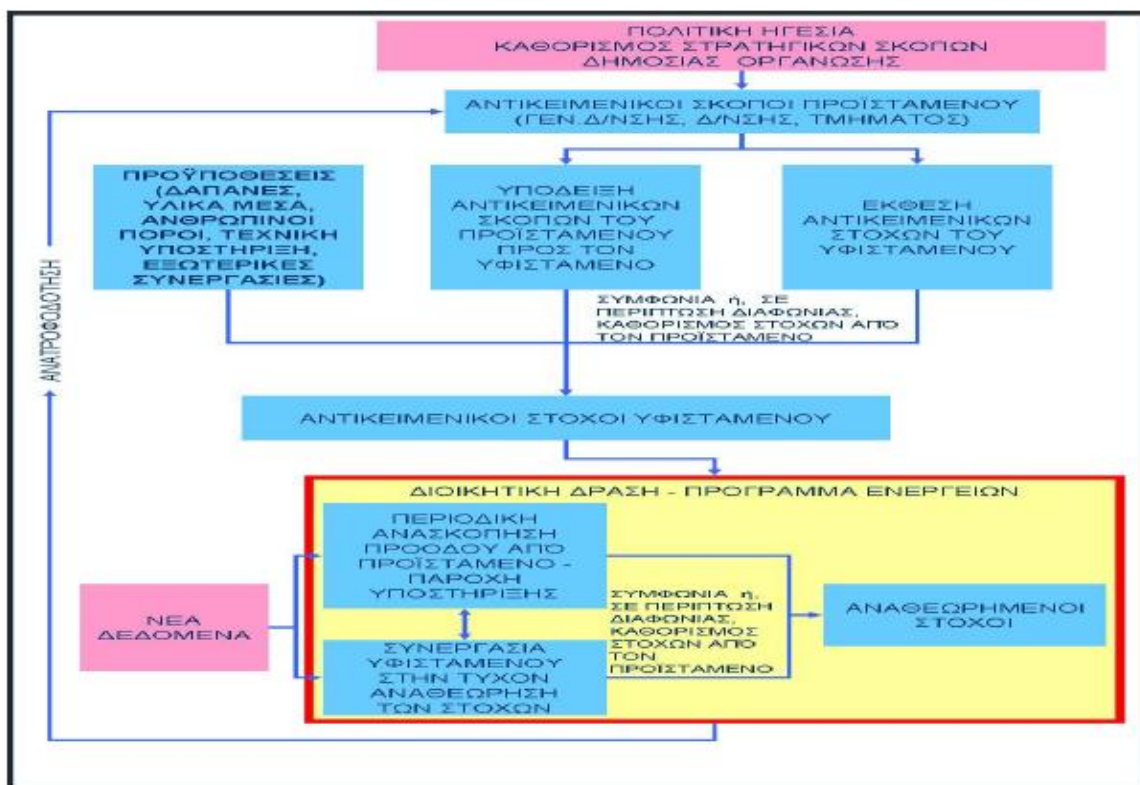 ΠΟΛΙΤΙΚΗ ΗΓΕΣΙΑ
ΚΑΘΟΡΙΣΜΟΣ ΣΤΡΑΤΗΓΙΚΩΝ ΣΚΟΠΩΝ
ΔΗΜΟΣΙΑΣ ΟΡΓΑΝΩΣΗΣ
ΑΝΤΙΚΕΙΜΕΝΙΚΟΙ ΣΚΟΠΟΙ ΠΡΟΪΣΤΑΜΕΝΟΥ
(ΓΕΝ.Δ/ΝΣΗΣ, Δ/ΝΣΗΣ, ΤΜΗΜΑΤΟΣ)
ΠΡΟΫΠΟΘΕΣΕΙΣ
(ΔΑΠΑΝΕΣ,
ΥΛΙΚΑ ΜΕΣΑ,
ΑΝΘΡΩΠΙΝΟΙ
ΠΟΡΟΙ, ΤΕΧΝΙΚΗ
ΥΠΟΣΤΗΡΙΞΗ,
ΕΞΩΤΕΡΙΚΕΣ
ΣΥΝΕΡΓΑΣΙΕΣ)
ΥΠΟΔΕΙΞΗ
ΑΝΤΙΚΕΙΜΕΝΙΚΩΝ
ΣΚΟΠΩΝ ΤΟΥ
ΠΡΟΪΣΤΑΜΕΝΟΥ
ΠΡΟΣ ΤΟΝ
ΥΦΙΣΤΑΜΕΝΟ
ΕΚΘΕΣΗ
ΑΝΤΙΚΕΙΜΕΝΙΚΩΝ
ΣΤΟΧΩΝ ΤΟΥ
ΥΦΙΣΤΑΜΕΝΟΥ
ΑΝΑΤΡΟΦΟΔΟΤΗΣΗ
ΣΥΜΦΩΝΙΑ ή, ΣΕ
ΠΕΡΙΠΤΩΣΗ ΔΙΑΦΩΝΙΑΣ,
ΚΑΘΟΡΙΣΜΟΣ ΣΤΟΧΩΝ ΑΠΌ
ΤΟΝ ΠΡΟΪΣΤΑΜΕΝΟ
ΑΝΤΙΚΕΙΜΕΝΙΚΟΙ ΣΤΟΧΟΙ ΥΦΙΣΤΑΜΕΝΟΥ
ΔΙΟΙΚΗΤΙΚΗ ΔΡΑΣΗ - ΠΡΟΓΡΑΜΜΑ ΕΝΕΡΓΕΙΩΝ
ΠΕΡΙΟΔΙΚΗ
ΑΝΑΣΚΟΠΗΣΗ
ΠΡΟΟΔΟΥ ΑΠΌ
ΠΡΟΪΣΤΑΜΕΝΟ -
ΠΑΡΟΧΗ
ΥΠΟΣΤΗΡΙΞΗΣ
ΝΕΑ
ΔΕΔΟΜΕΝΑ
ΣΥΝΕΡΓΑΣΙΑ
ΥΦΙΣΤΑΜΕΝΟΥ
ΣΤΗΝ ΤΥΧΟΝ
ΑΝΑΘΕΩΡΗΣΗ
ΤΩΝ ΣΤΟΧΩΝ
ΣΥΜΦΩΝΙΑ ή,
ΣΕ ΠΕΡΙΠΤΩΣΗ
ΔΙΑΦΩΝΙΑΣ,
ΚΑΘΟΡΙΣΜΟΣ
ΣΤΟΧΩΝ ΑΠΌ
ΤΟΝ
ΠΡΟΪΣΤΑΜΕΝΟ
ΑΝΑΘΕΩΡΗΜΕΝΟΙ
ΣΤΟΧΟΙ